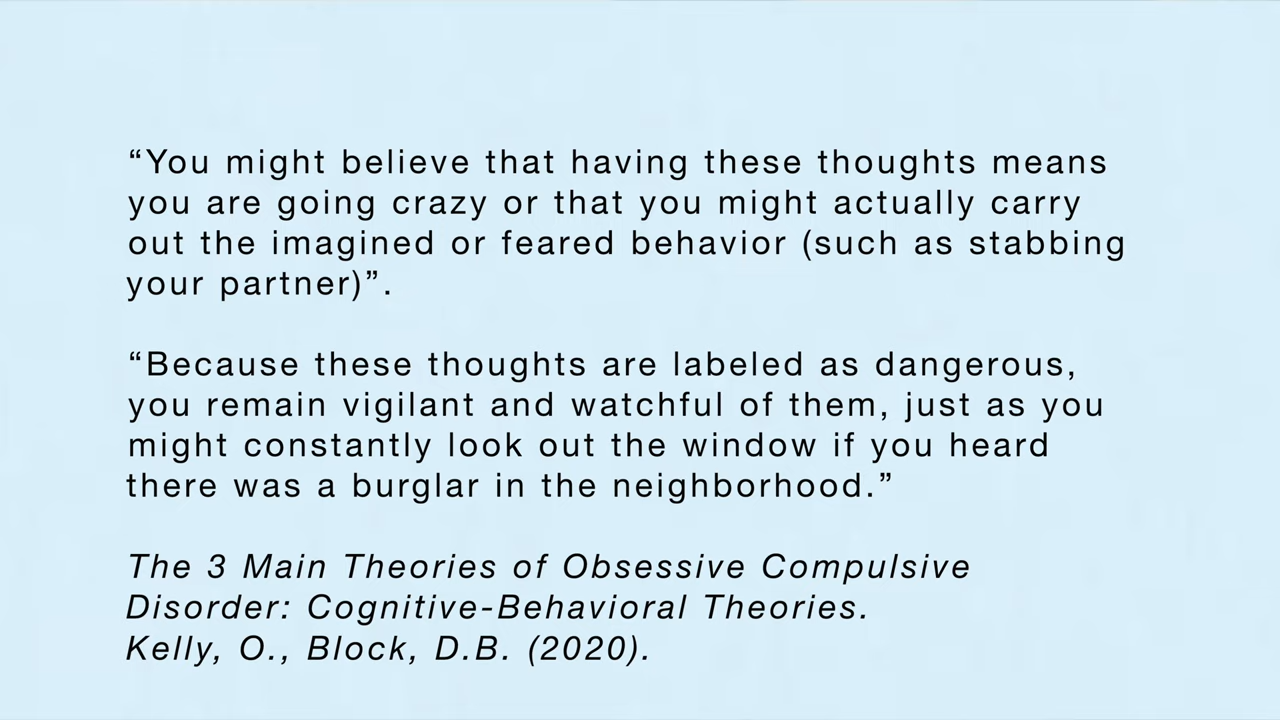 “You might believe that having these thoughts means
you are going crazy or that you might actually carry
out the imagined or feared behavior (such as stabbing
your partner)”.
“Because these thoughts are labeled as dangerous,
you remain vigilant and watchful of them, just as you
might constantly look out the window if you heard
there was a burglar in the neighborhood.”
The 3 Main Theories of Obsessive Compulsive
Disorder: Cognitive-Behavioral Theories.
Kelly, O., Block, D.B. (2020).